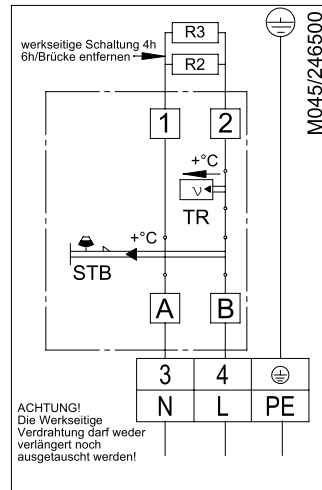 R3
werkseitige Schaltung 4h
6h/Brücke entfernen
R2
M045/246500
1 2
+°C
ν
TR
+°C
STB
A B
3 4
N L PE
ACHTUNG!
Die Werkseitige
Verdrahtung darf weder
verlängert noch
ausgetauscht werden!